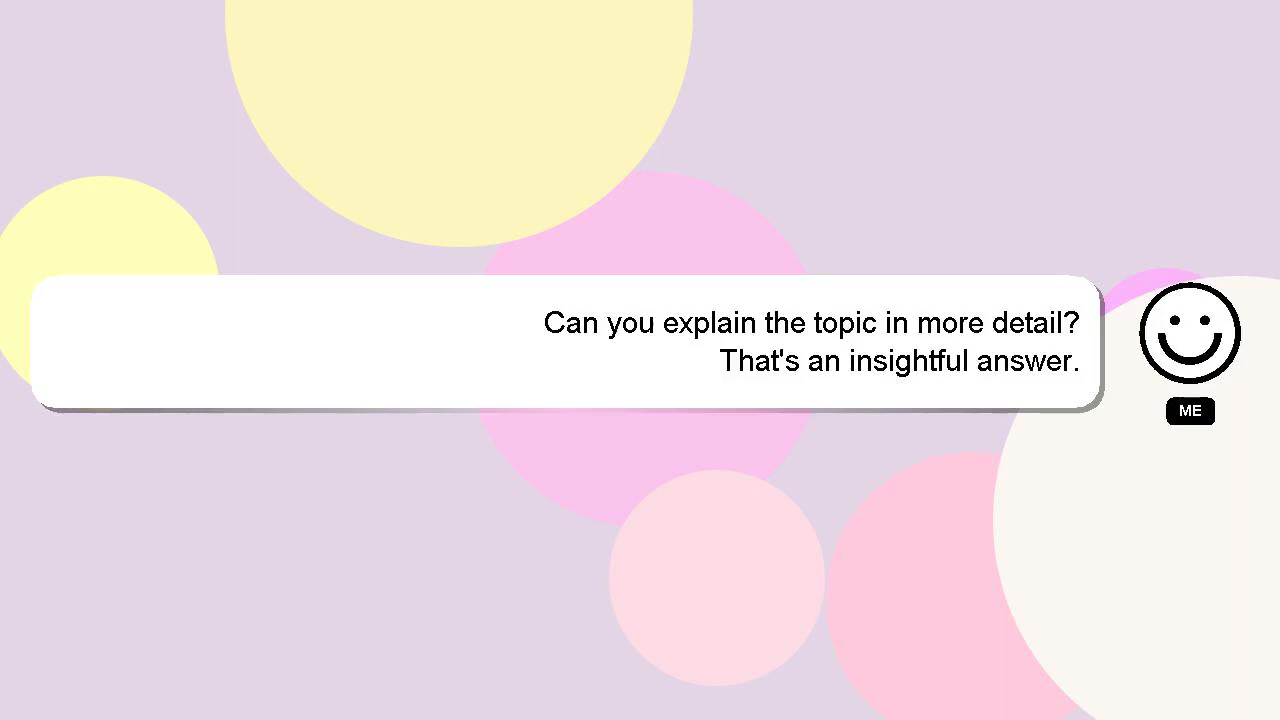 Can you explain the topic in more detail?
That's an insightful answer.
ME